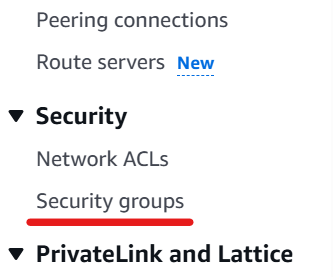 Peering connections
Route servers New
Security
Network ACLs
Security groups
PrivateLink and Lattice